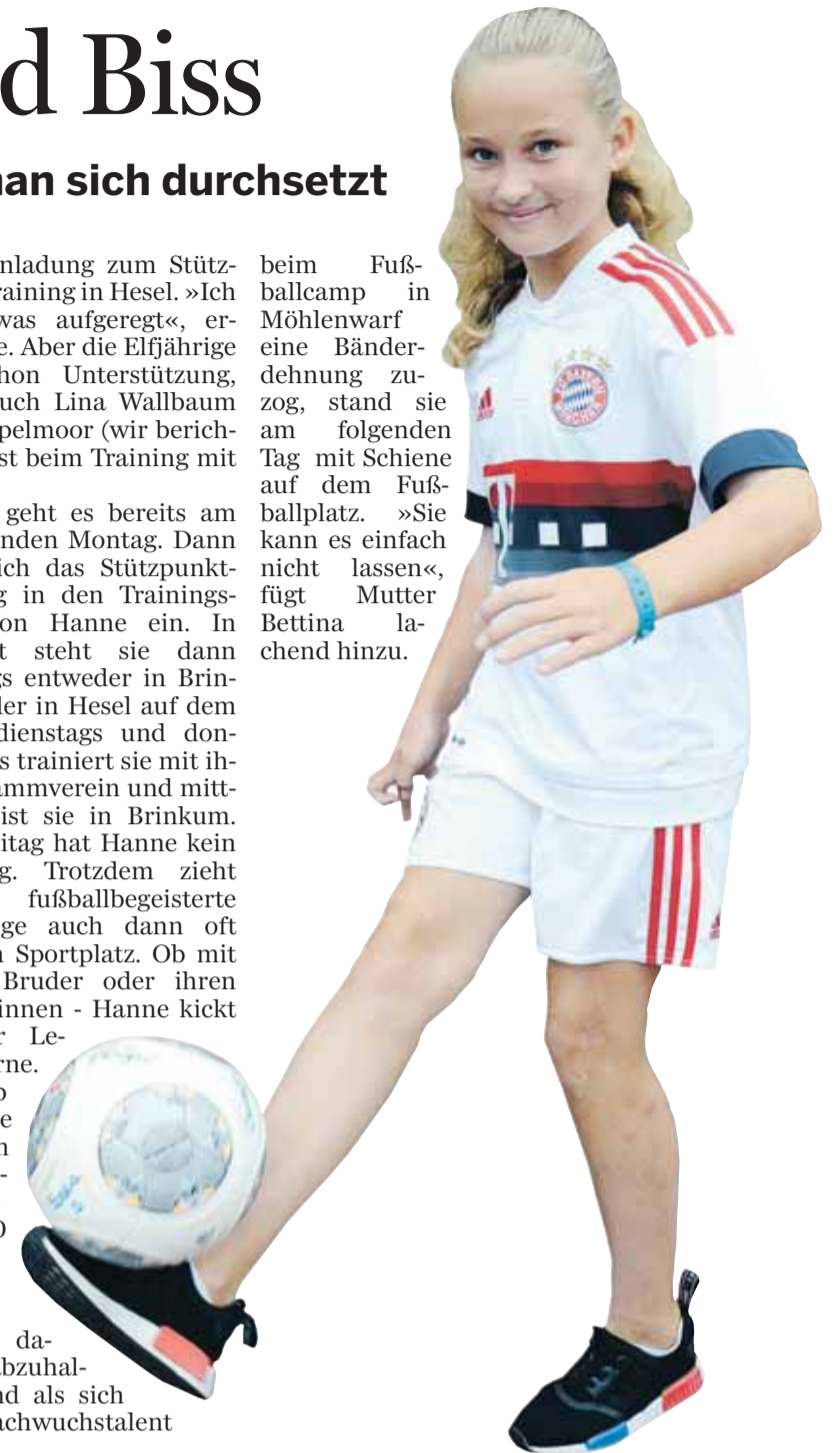 d Biss
nan sich durchsetzt
nladung zum Stütz-
raining in Hesel. »Ich
was aufgeregt«, er-
e. Aber die Elfjährige
hon Unterstützung,
uch Lina Wallbaum
pelmoor (wir berich-
st beim Training mit
geht es bereits am
nden Montag. Dann
ich das Stützpunkt-
g in den Trainings-
on Hanne ein. In
t steht sie dann
gs entweder in Brin-
ler in Hesel auf dem
dienstags und don-
s trainiert sie mit ih-
ammverein und mitt-
ist sie in Brinkum.
itag hat Hanne kein
g. Trotzdem zieht
fußballbegeisterte
ge auch dann oft
n Sportplatz. Ob mit
Bruder oder ihren
innen - Hanne kickt
r Le-
rne.
e
n
-
da-
bzuhal-
nd als sich
achwuchstalent
beim Fuß-
ballcamp in
Möhlenwarf
eine Bänder-
dehnung zu-
zog, stand sie
am folgenden
Tag mit Schiene
auf dem Fuß-
ballplatz. »Sie
kann es einfach
nicht lassen«,
fügt Mutter
Bettina la-
chend hinzu.
FC BAYERN
MÜNCHEN
T